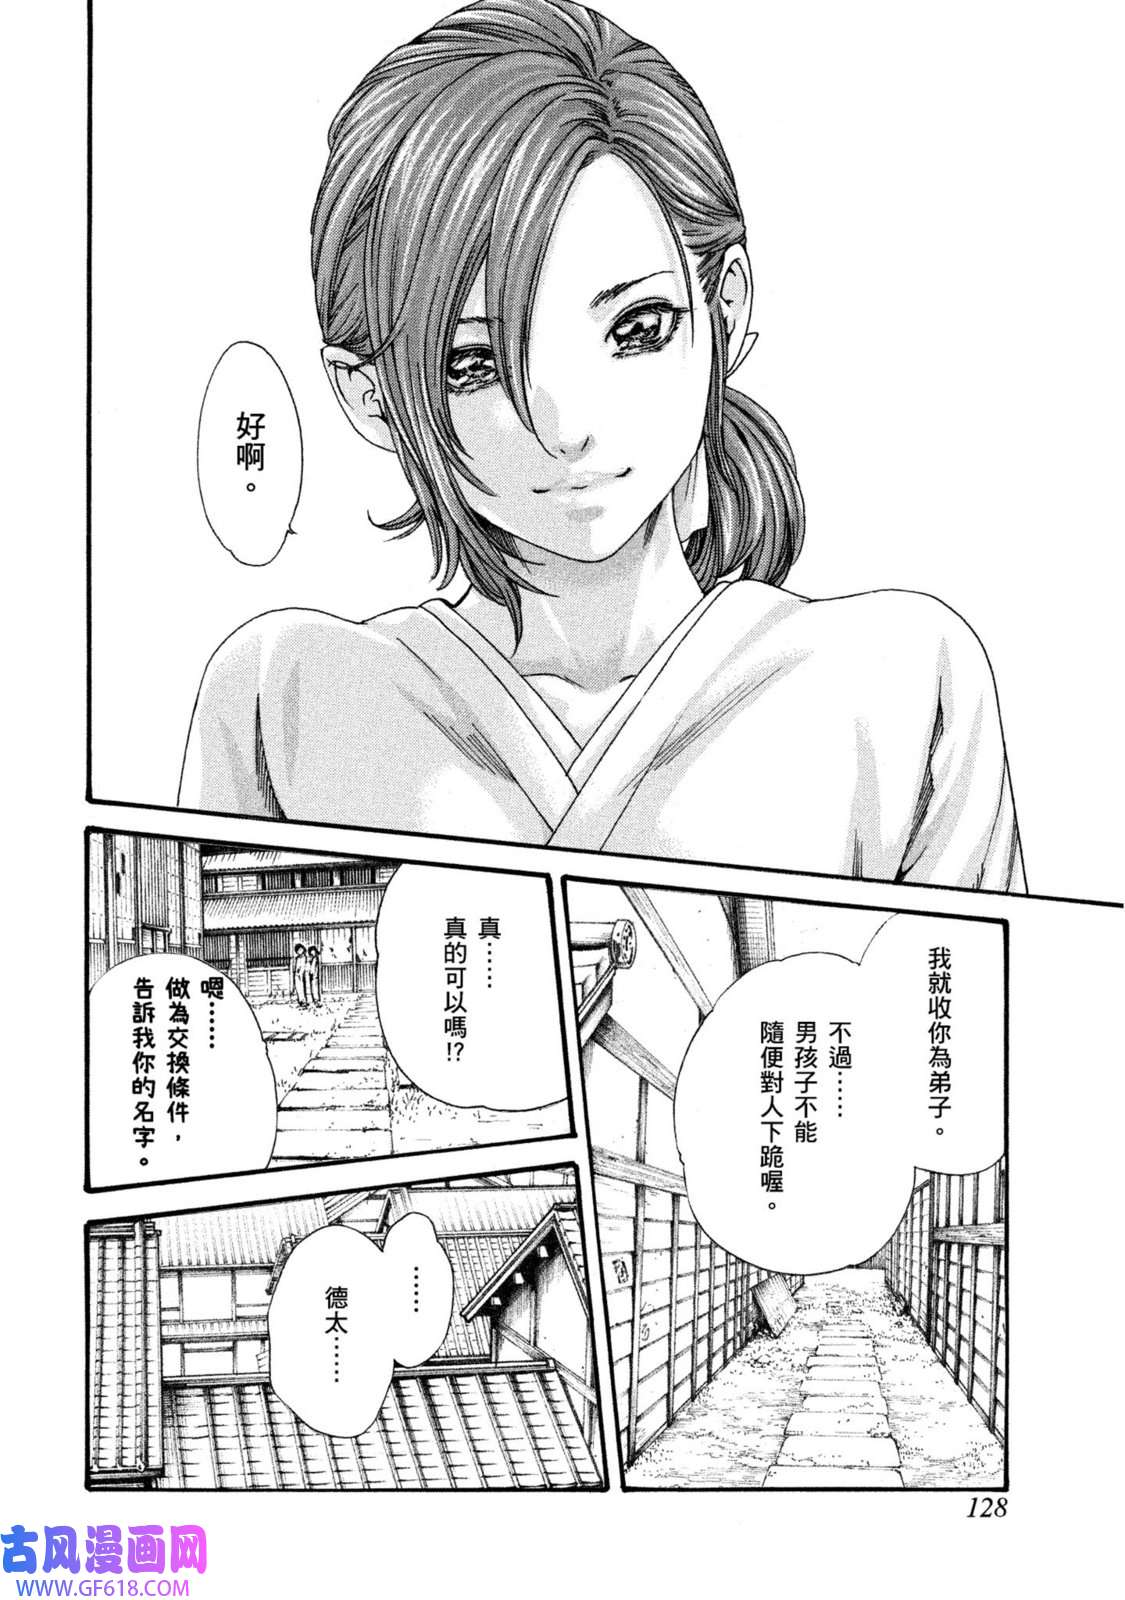 好啊。
我就收你為弟子。
不過……
男孩子不能
隨便對人下跪喔。
真……
真的可以嗎!?
嗯……
做為交換條件，
告訴我你的名字。
……
德太……
128
古风漫画网
WWW.GF618.COM